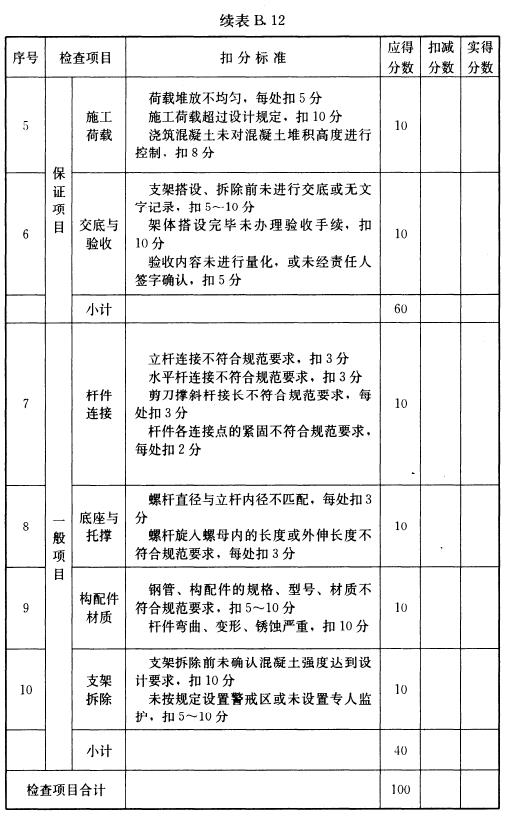 续表 B.12
序号 检查项目 扣分标准 应得分数 扣减分数 实得分数
保证项目
5 施工荷载 10
荷载堆放不均匀，每处扣 5 分
施工荷载超过设计规定，扣 10 分
浇筑混凝土未对混凝土堆积高度进行
控制，扣 8 分
6 交底与验收 10
支架搭设、拆除前未进行交底或无文
字记录，扣 5～10 分
架体搭设完毕未办理验收手续，扣
10 分
验收内容未进行量化，或未经责任人
签字确认，扣 5 分
小计 60
一般项目
7 杆件连接 10
立杆连接不符合规范要求，扣 3 分
水平杆连接不符合规范要求，扣 3 分
剪刀撑斜杆接长不符合规范要求，每
处扣 3 分
杆件各连接点的紧固不符合规范要求，
每处扣 2 分
8 底座与托撑 10
螺杆直径与立杆内径不匹配，每处扣 3
分
螺杆旋入螺母内的长度或外伸长度不
符合规范要求，每处扣 3 分
9 构配件材质 10
钢管、构配件的规格、型号、材质不
符合规范要求，扣 5～10 分
杆件弯曲、变形、锈蚀严重，扣 10 分
10 支架拆除 10
支架拆除前未确认混凝土强度达到设
计要求，扣 10 分
未按规定设置警戒区或未设置专人监
护，扣 5～10 分
小计 40
检查项目合计 100